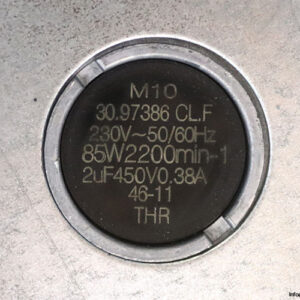 M10
30.97386 CL.F
230V~50/60Hz
85W2200min-1
2uF450V0.38A
46-11
THR